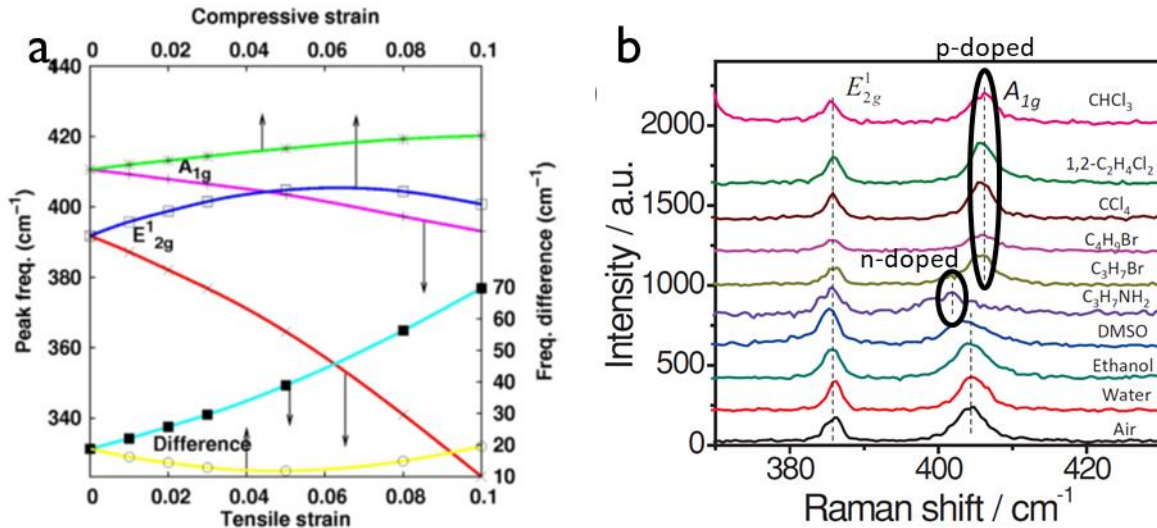 a
Compressive strain
0 0.02 0.04 0.06 0.08 0.1
440
420
400
380
360
340
Peak freq. (cm⁻¹)
A₁g
E¹₂g
Difference
70
60
50
40
30
20
10
Freq. difference (cm⁻¹)
0 0.02 0.04 0.06 0.08 0.1
Tensile strain
b
p-doped
E¹₂g
A₁g
CHCl₃
1,2-C₂H₄Cl₂
CCl₄
C₄H₉Br
n-doped
C₃H₇Br
C₃H₇NH₂
DMSO
Ethanol
Water
Air
2000
1500
1000
500
0
Intensity / a.u.
380 400 420
Raman shift / cm⁻¹